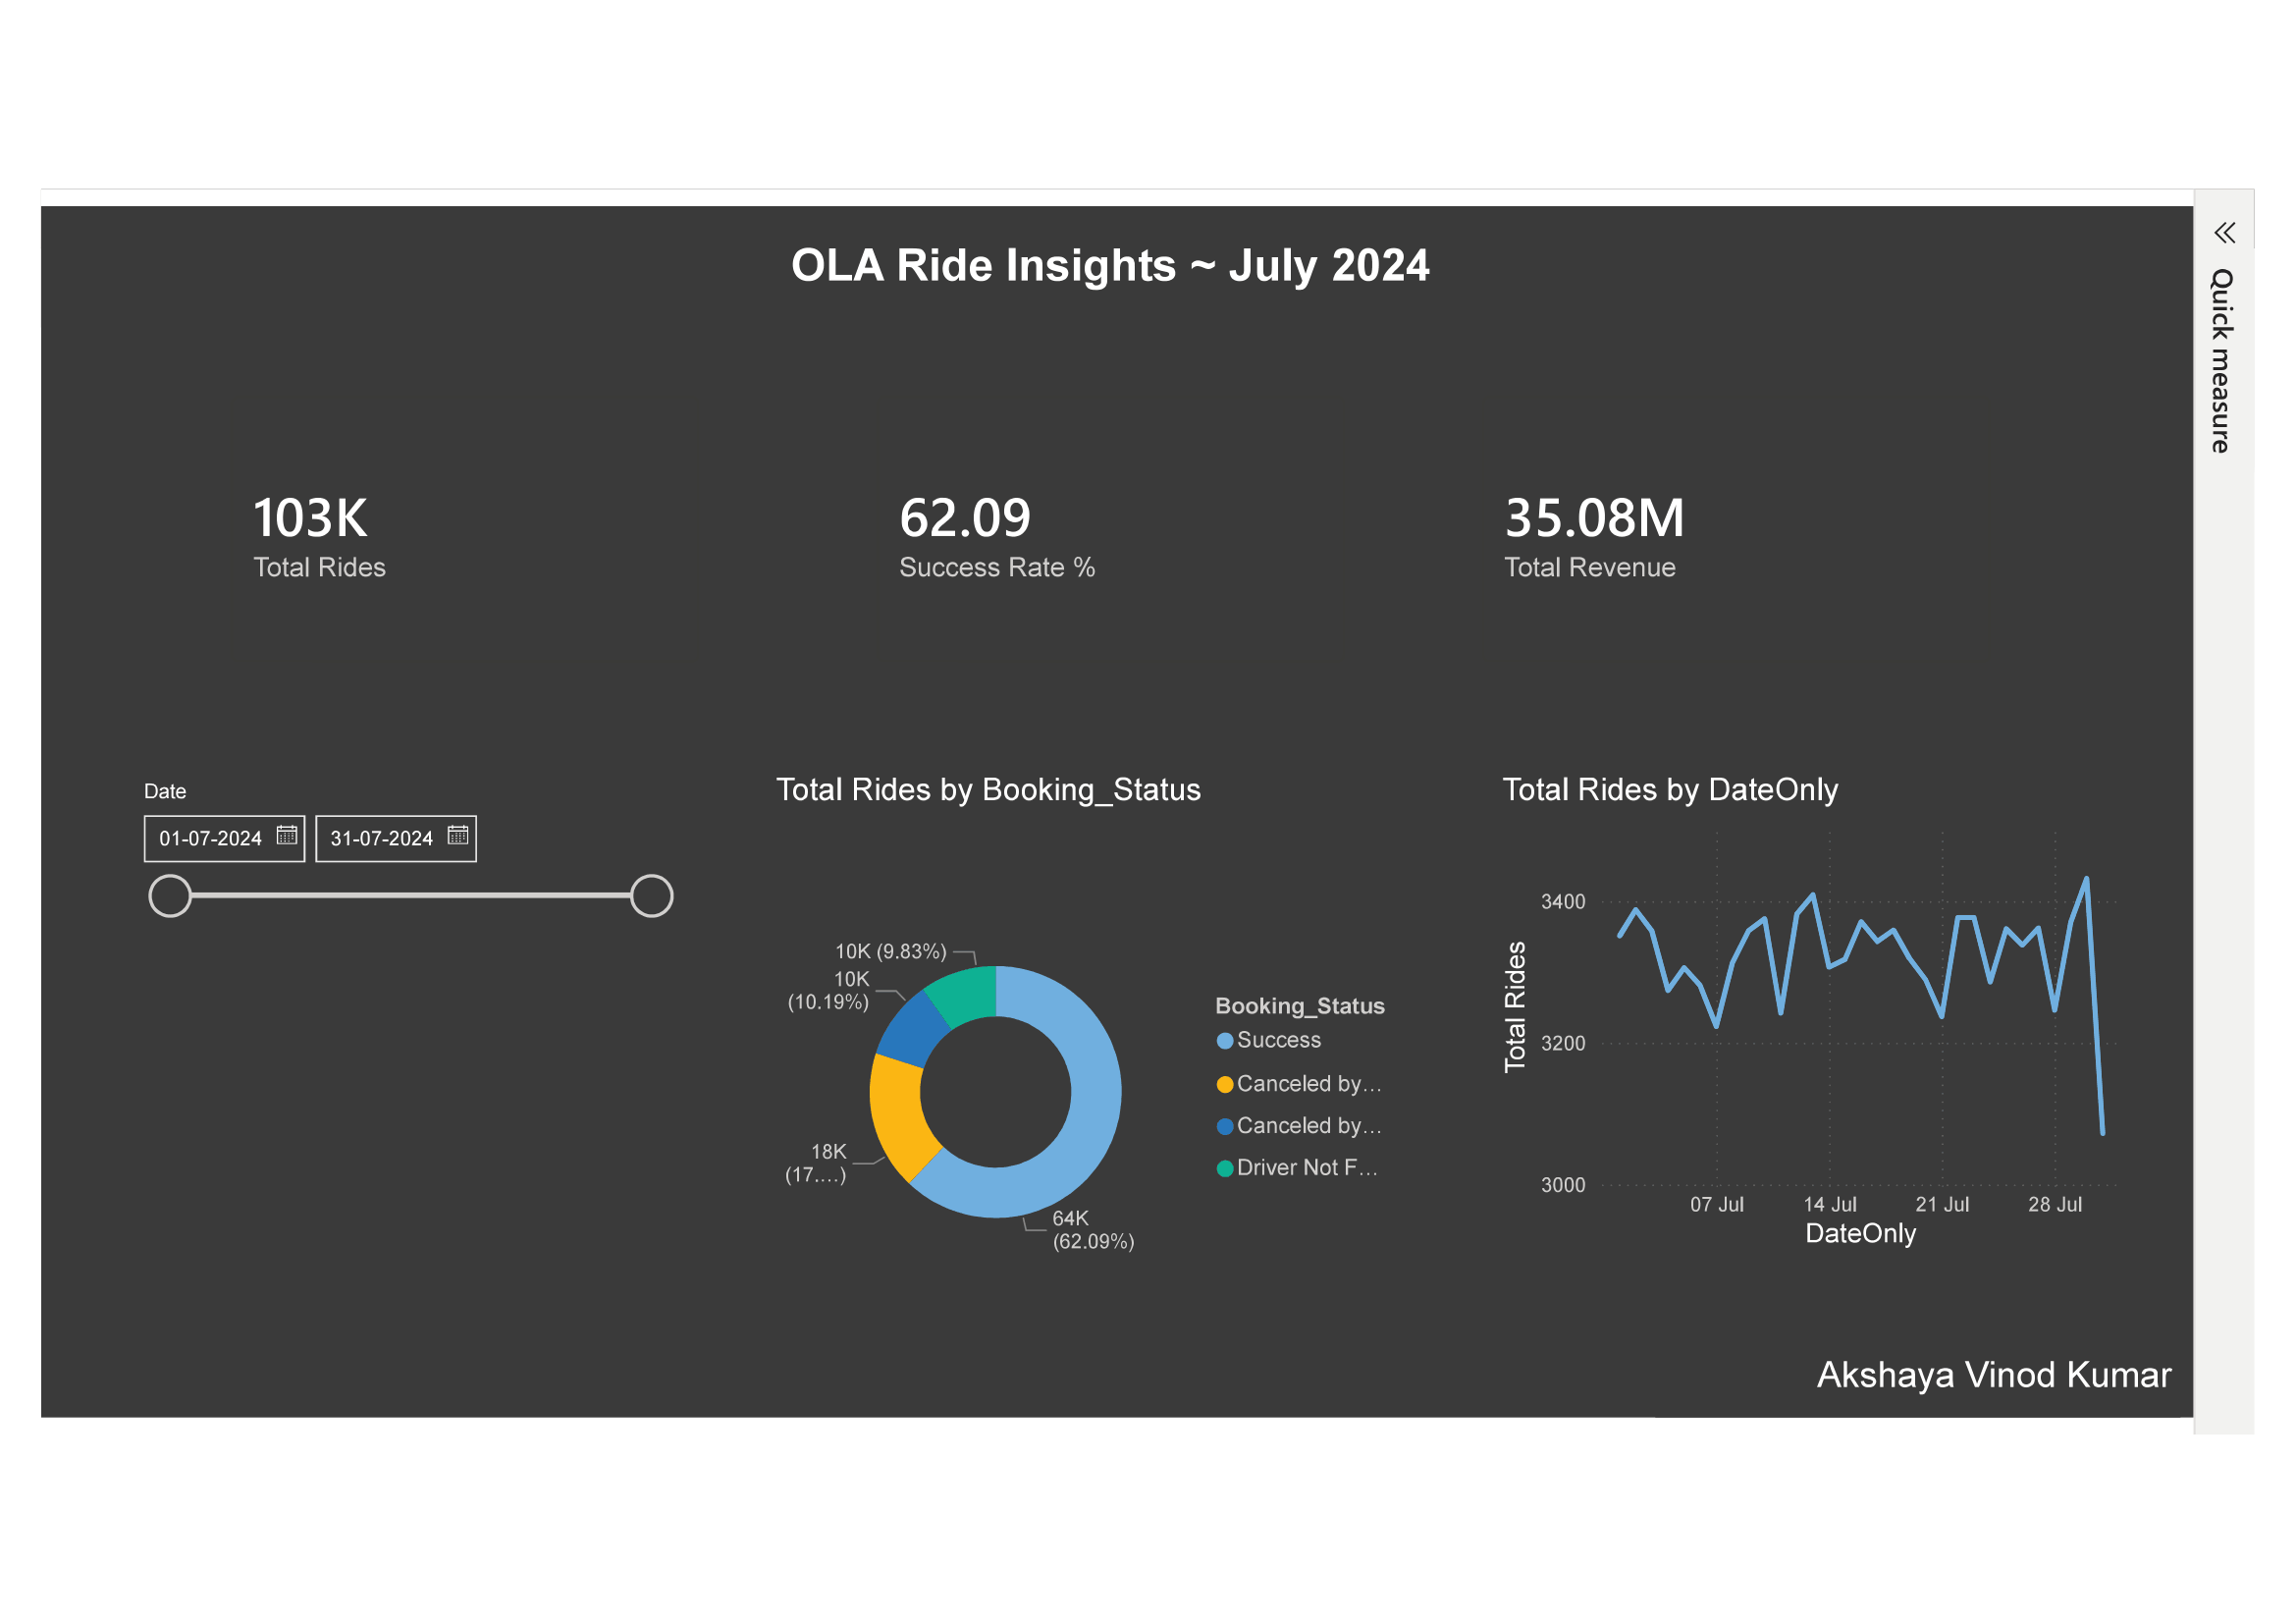 OLA Ride Insights ~ July 2024
Quick measure
103K
Total Rides
62.09
Success Rate %
35.08M
Total Revenue
Date
01-07-2024
31-07-2024
Total Rides by Booking_Status
10K (9.83%)
10K
(10.19%)
18K
(17....)
64K
(62.09%)
Booking_Status
Success
Canceled by...
Canceled by...
Driver Not F...
Total Rides by DateOnly
Total Rides
3400
3200
3000
07 Jul
14 Jul
21 Jul
28 Jul
DateOnly
Akshaya Vinod Kumar